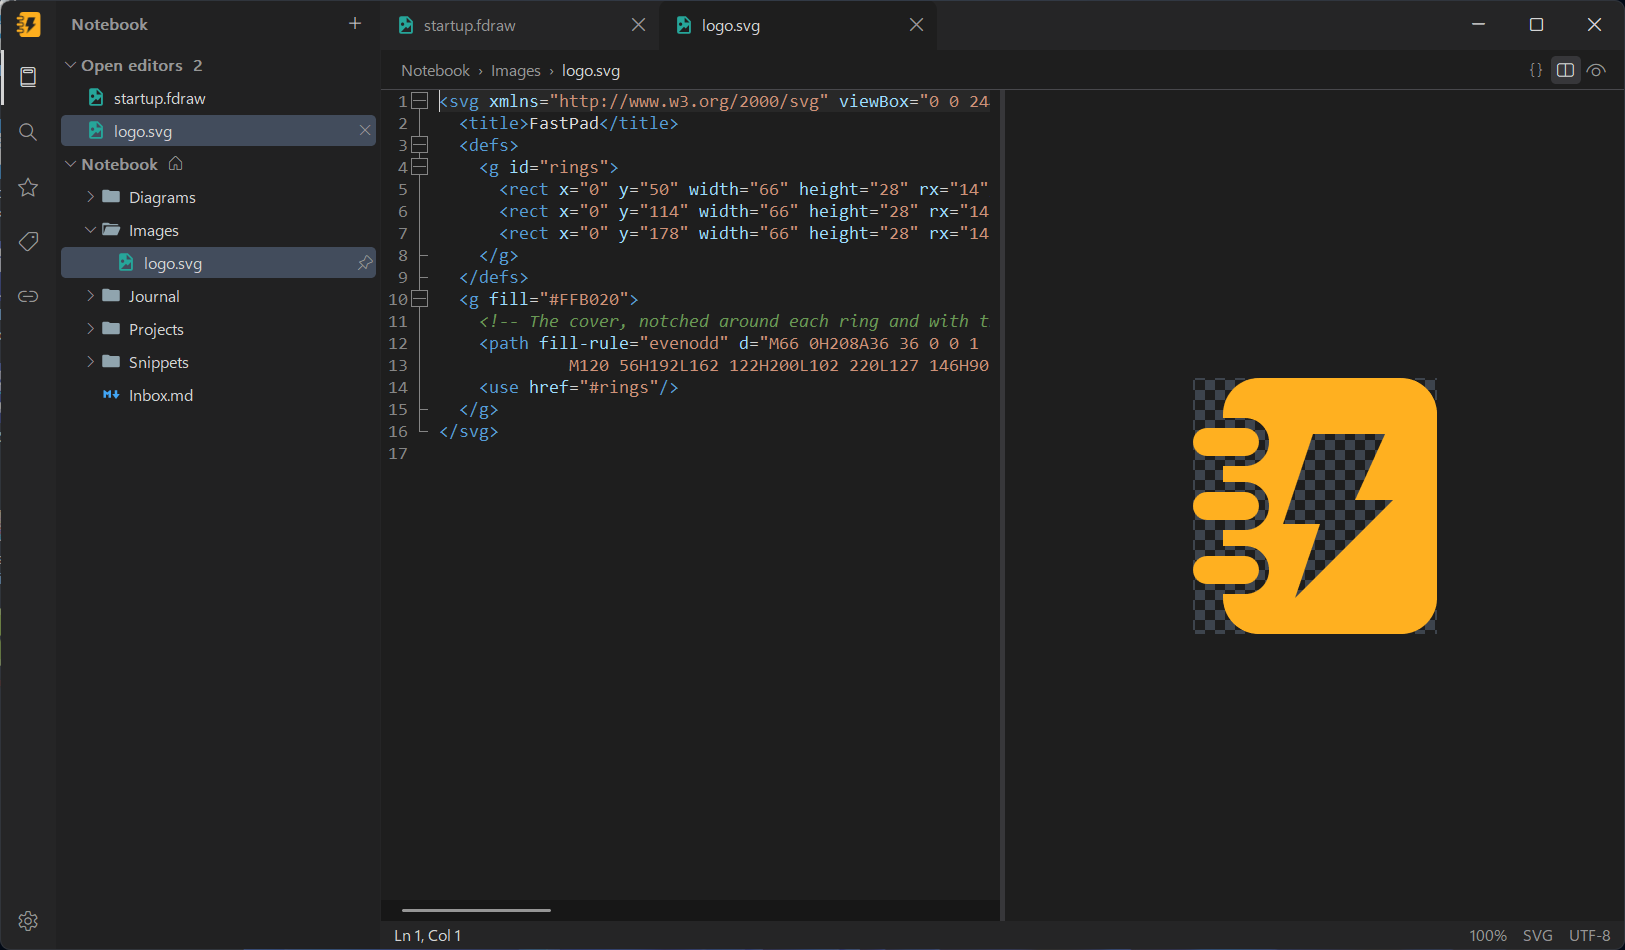 Notebook
Open editors 2
startup.fdraw
logo.svg
Notebook
Diagrams
Images
logo.svg
Journal
Projects
Snippets
Inbox.md
startup.fdraw
logo.svg
Notebook › Images › logo.svg
{}
1 <svg xmlns="http://www.w3.org/2000/svg" viewBox="0 0 24
2 <title>FastPad</title>
3 <defs>
4 <g id="rings">
5 <rect x="0" y="50" width="66" height="28" rx="14"
6 <rect x="0" y="114" width="66" height="28" rx="14
7 <rect x="0" y="178" width="66" height="28" rx="14
8 </g>
9 </defs>
10 <g fill="#FFB020">
11 <!-- The cover, notched around each ring and with t
12 <path fill-rule="evenodd" d="M66 0H208A36 36 0 0 1
13 M120 56H192L162 122H200L102 220L127 146H90
14 <use href="#rings"/>
15 </g>
16 </svg>
17
Ln 1, Col 1
100% SVG UTF-8